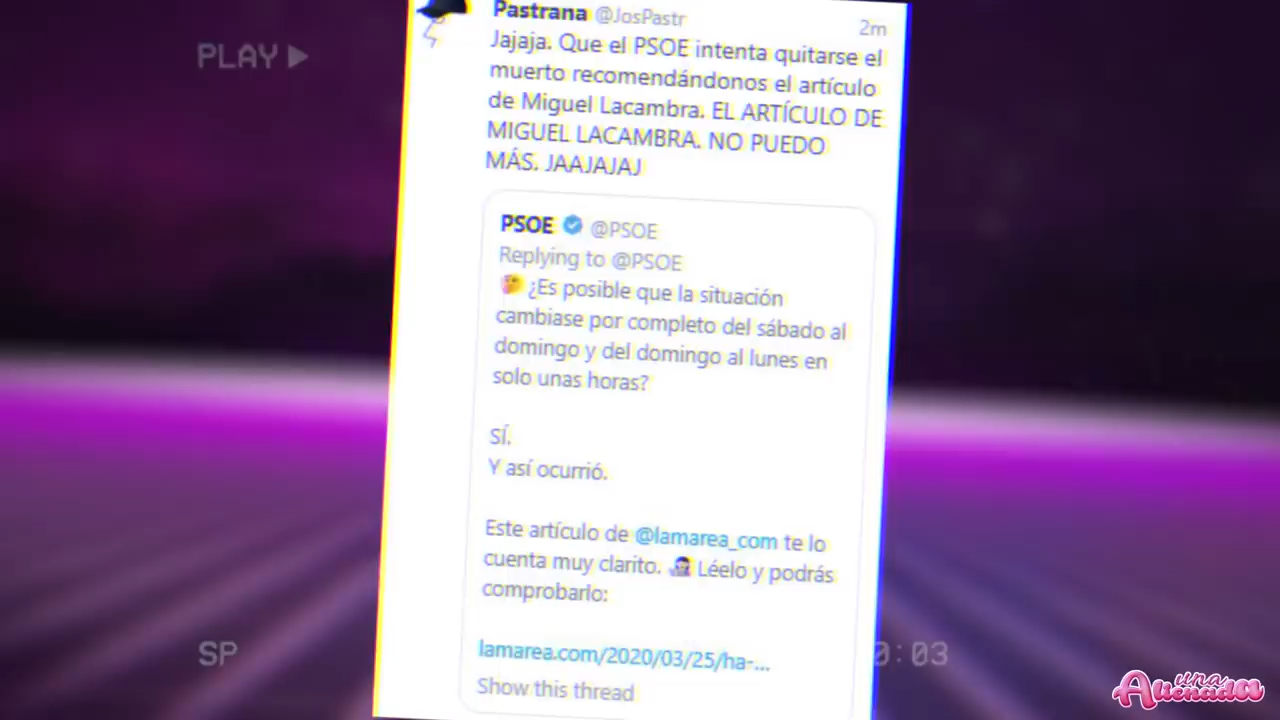 PLAY
Pastrana @JosPastr
2m
Jajaja. Que el PSOE intenta quitarse el
muerto recomendándonos el artículo
de Miguel Lacambra. EL ARTÍCULO DE
MIGUEL LACAMBRA. NO PUEDO
MÁS. JAAJAJAJ
PSOE @PSOE
Replying to @PSOE
¿Es posible que la situación
cambiase por completo del sábado al
domingo y del domingo al lunes en
solo unas horas?
SÍ.
Y así ocurrió.
Este artículo de @lamarea_com te lo
cuenta muy clarito. Léelo y podrás
comprobarlo:
lamarea.com/2020/03/25/ha-...
Show this thread
SP
0:03
una
Alienada